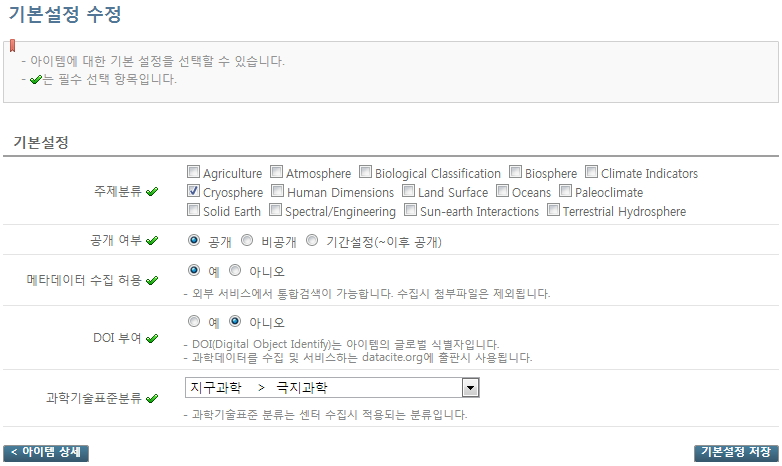 기본설정 수정
- 아이템에 대한 기본 설정을 선택할 수 있습니다.
- ✔는 필수 선택 항목입니다.
기본설정
주제분류 ✔
Agriculture Atmosphere Biological Classification Biosphere Climate Indicators
Cryosphere Human Dimensions Land Surface Oceans Paleoclimate
Solid Earth Spectral/Engineering Sun-earth Interactions Terrestrial Hydrosphere
공개 여부 ✔ 공개 비공개 기간설정(~이후 공개)
메타데이터 수집 허용 ✔ 예 아니오
- 외부 서비스에서 통합검색이 가능합니다. 수집시 첨부파일은 제외됩니다.
DOI 부여 ✔ 예 아니오
- DOI(Digital Object Identify)는 아이템의 글로벌 식별자입니다.
- 과학데이터를 수집 및 서비스하는 datacite.org에 출판시 사용됩니다.
과학기술표준분류 ✔ 지구과학 > 극지과학
- 과학기술표준 분류는 센터 수집시 적용되는 분류입니다.
< 아이템 상세 기본설정 저장